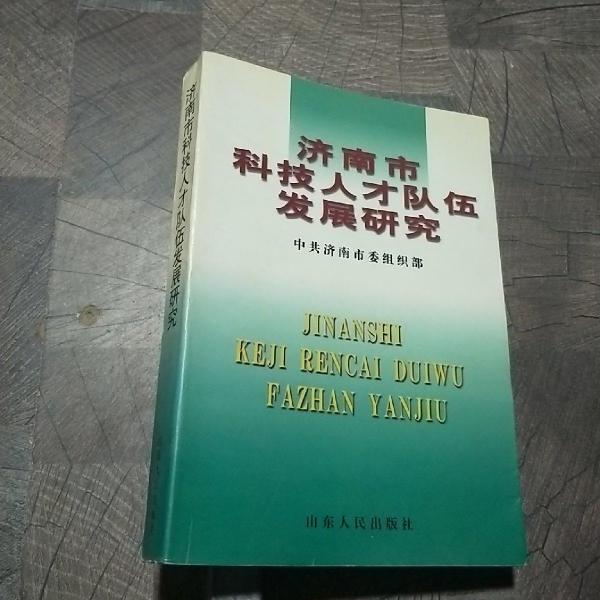 济南市
科技人才队伍
发展研究
中共济南市委组织部
JINANSHI
KEJI RENCAI DUIWU
FAZHAN YANJIU
山东人民出版社
济南市科技人才队伍发展研究